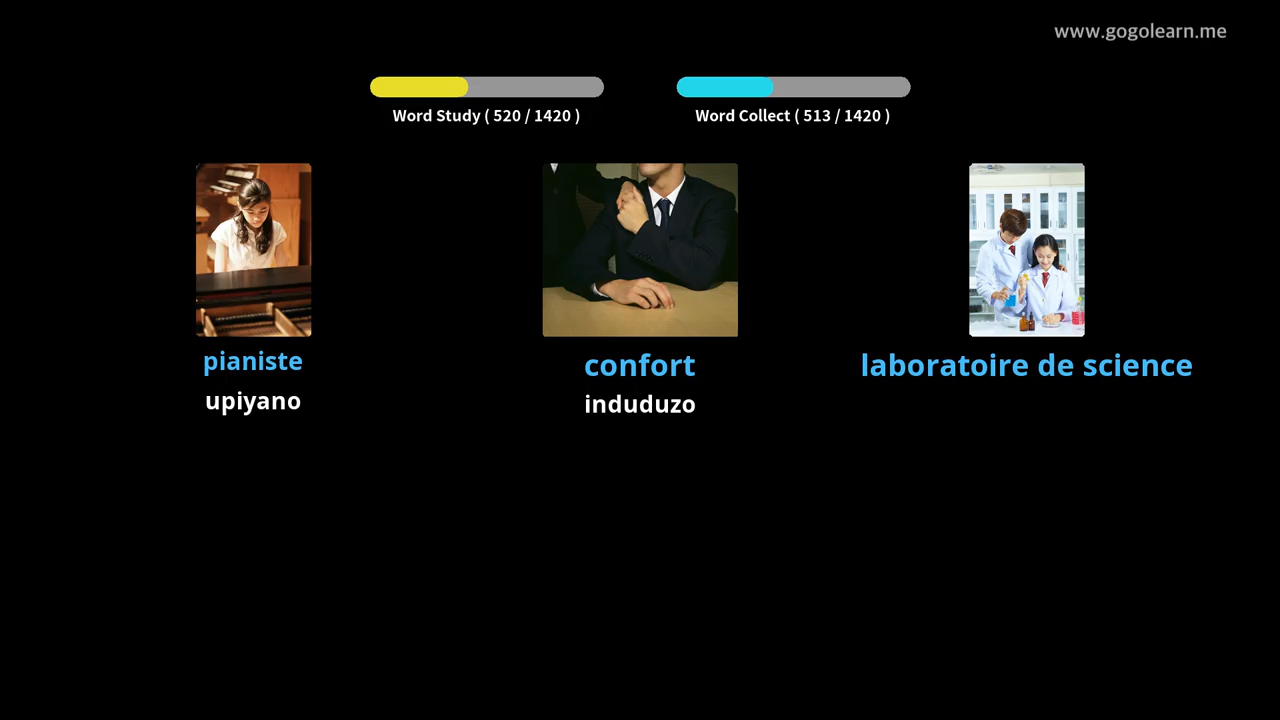 www.gogolearn.me
Word Study ( 520 / 1420 )
Word Collect ( 513 / 1420 )
pianiste
upiyano
confort
induduzo
laboratoire de science